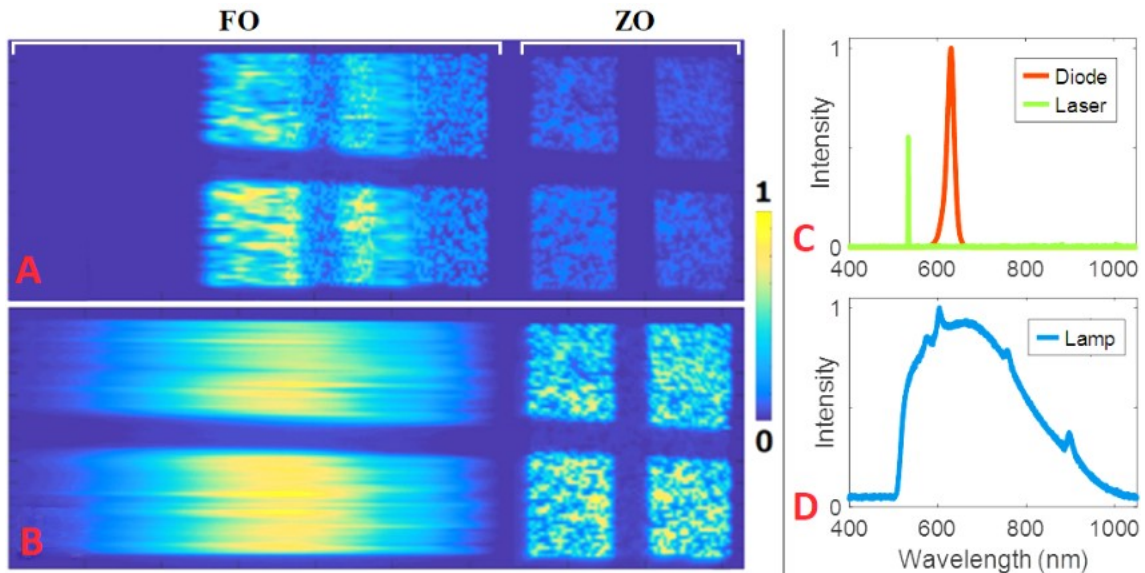 FO ZO
A
B
1
0
1
Intensity
0
Diode
Laser
C
400 600 800 1000
1
Intensity
0
Lamp
D
400 600 800 1000
Wavelength (nm)